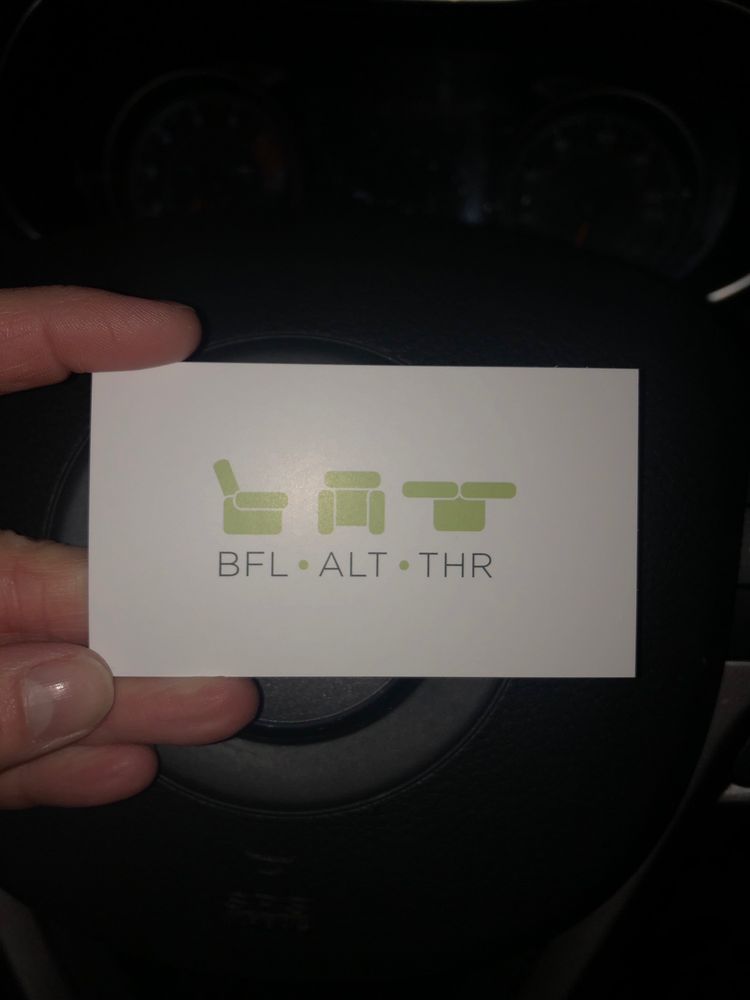 BFL • ALT • THR